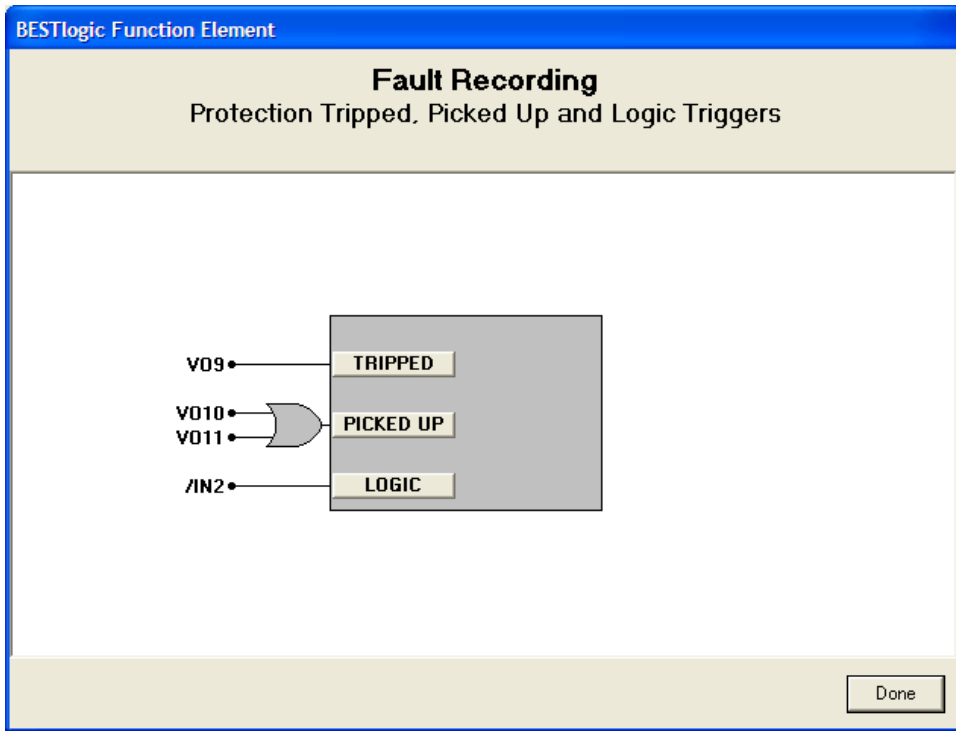 BESTlogic Function Element
Fault Recording
Protection Tripped, Picked Up and Logic Triggers
VO9
TRIPPED
VO10
VO11
PICKED UP
/IN2
LOGIC
Done